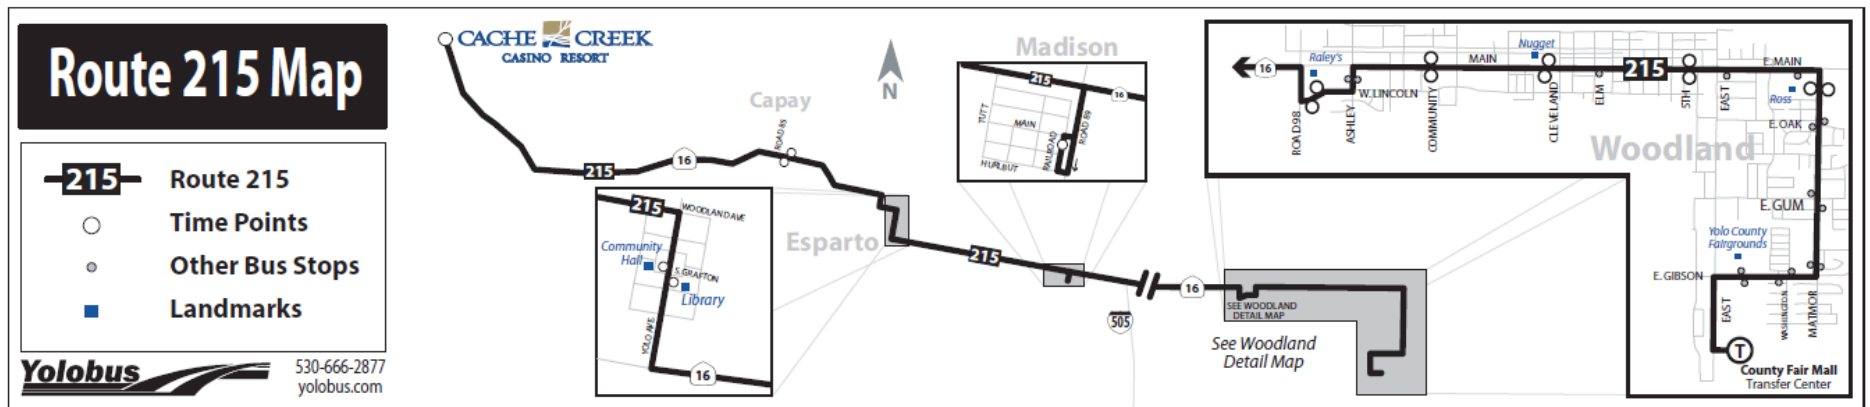 Route 215 Map
215 Route 215
Time Points
Other Bus Stops
Landmarks
Yolobus
530-666-2877
yolobus.com
CACHE CREEK
CASINO RESORT
Capay
ROAD 85
215
16
N
Madison
215
16
TUTT
MAIN
RAILROAD
ROAD 89
HURLBUT
Esparto
215
WOODLAND AVE
Community
Hall
S. GRAFTON
Library
YOLO AVE.
16
215
505
16
SEE WOODLAND
DETAIL MAP
See Woodland
Detail Map
Woodland
16
Raley's
Nugget
MAIN
215
E. MAIN
W. LINCOLN
Ross
ROAD 98
ASHLEY
COMMUNITY
CLEVELAND
ELM
5TH
EAST
E. OAK
E. GUM
Yolo County
Fairgrounds
E. GIBSON
EAST
WASHINGTON
MATMOR
T
County Fair Mall
Transfer Center